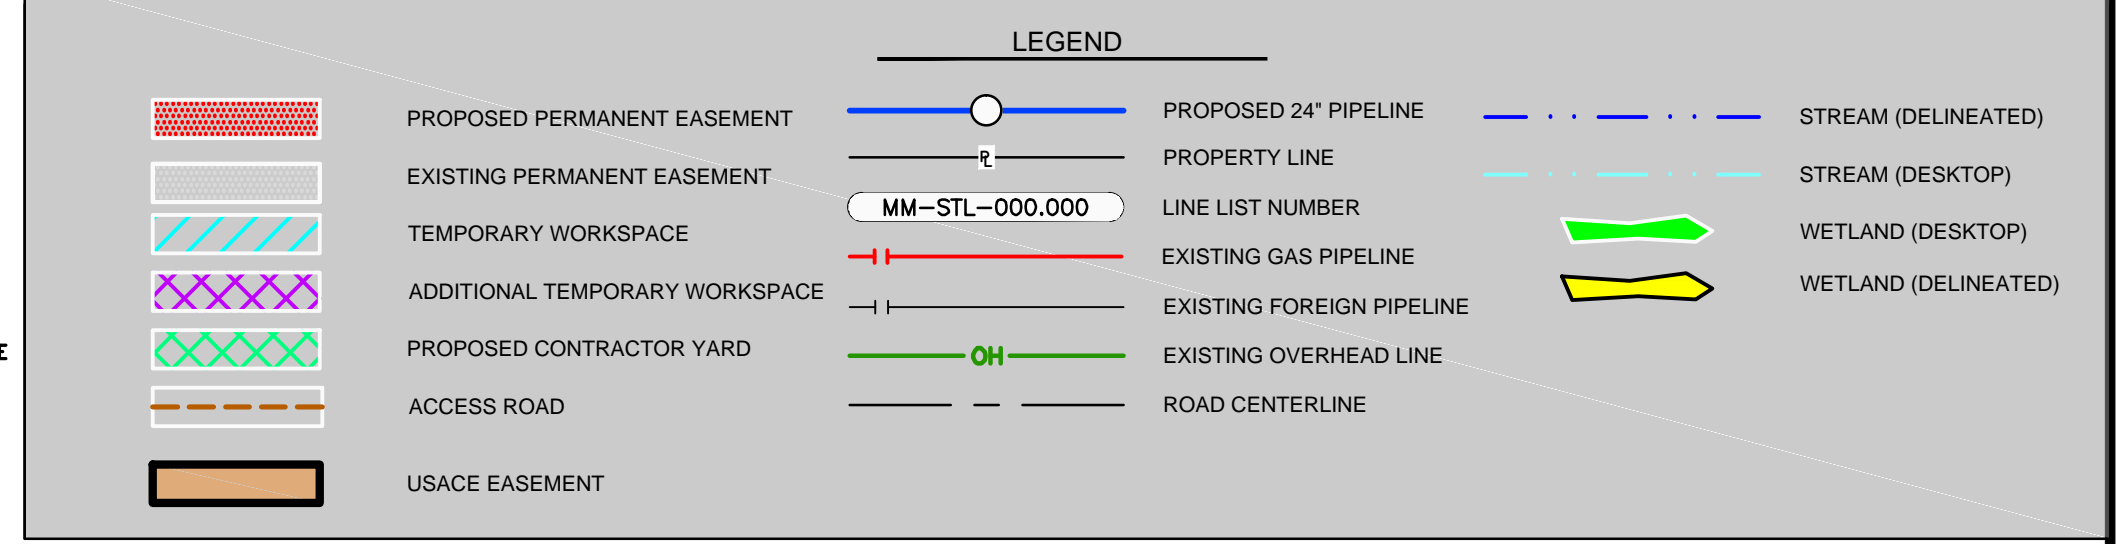 LEGEND
PROPOSED PERMANENT EASEMENT
EXISTING PERMANENT EASEMENT
TEMPORARY WORKSPACE
ADDITIONAL TEMPORARY WORKSPACE
PROPOSED CONTRACTOR YARD
ACCESS ROAD
USACE EASEMENT
PROPOSED 24" PIPELINE
PL PROPERTY LINE
MM-STL-000.000 LINE LIST NUMBER
EXISTING GAS PIPELINE
EXISTING FOREIGN PIPELINE
OH EXISTING OVERHEAD LINE
ROAD CENTERLINE
STREAM (DELINEATED)
STREAM (DESKTOP)
WETLAND (DESKTOP)
WETLAND (DELINEATED)